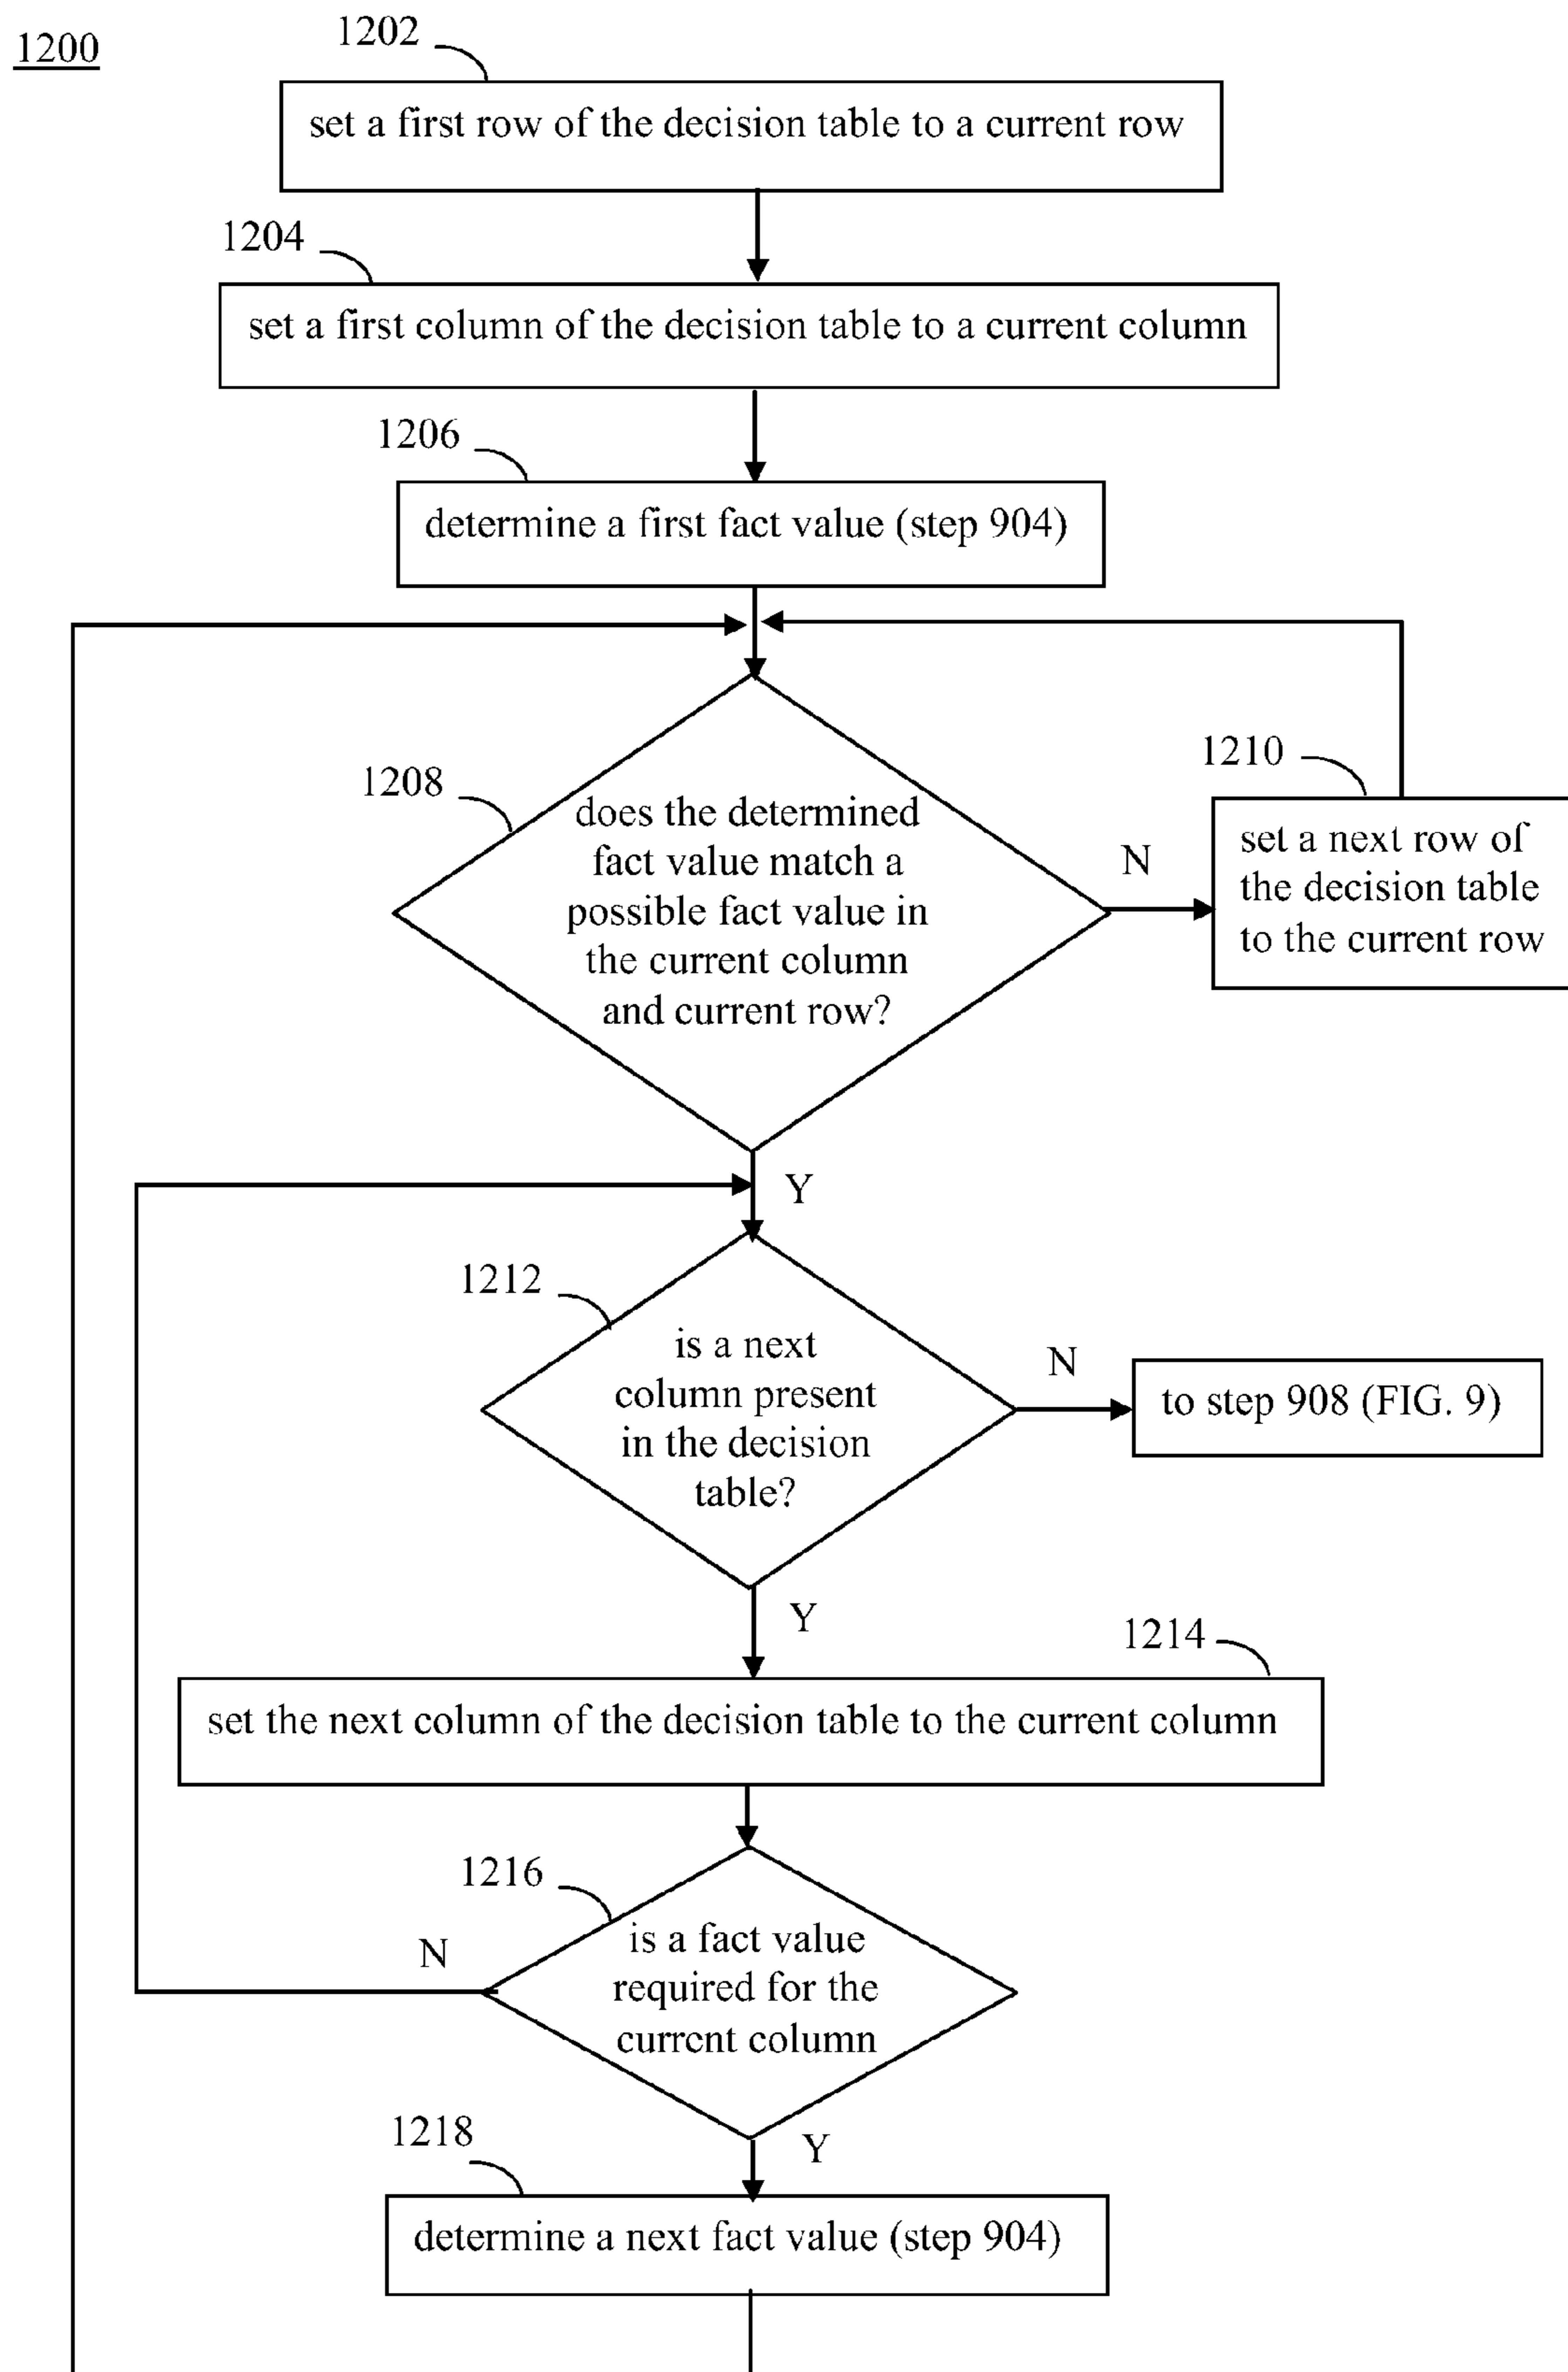 1200
1202
set a first row of the decision table to a current row
1204
set a first column of the decision table to a current column
1206
determine a first fact value (step 904)
1208
does the determined
fact value match a
possible fact value in
the current column
and current row?
N
1210
set a next row of
the decision table
to the current row
Y
1212
is a next
column present
in the decision
table?
N
to step 908 (FIG. 9)
Y
1214
set the next column of the decision table to the current column
1216
is a fact value
required for the
current column
N
Y
1218
determine a next fact value (step 904)